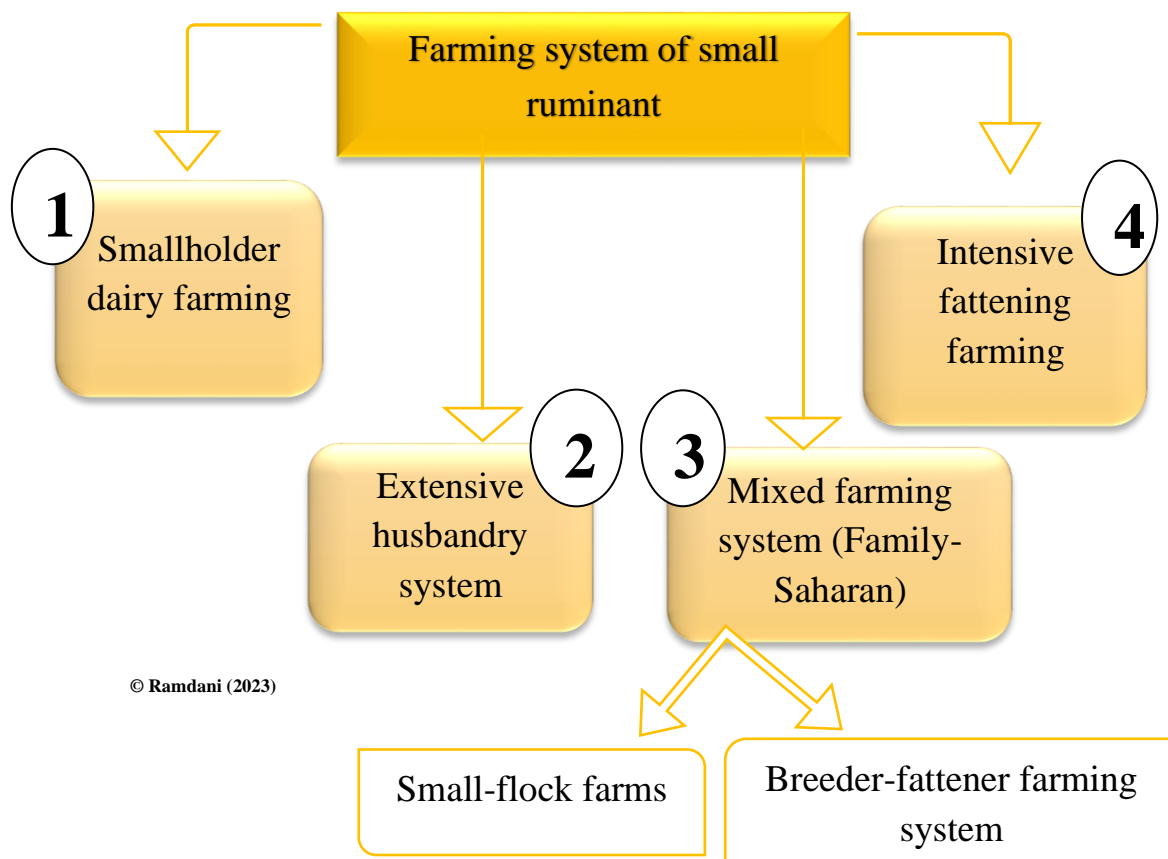 Farming system of small
ruminant
1
Smallholder
dairy farming
4
Intensive
fattening
farming
2
Extensive
husbandry
system
3
Mixed farming
system (Family-
Saharan)
© Ramdani (2023)
Small-flock farms
Breeder-fattener farming
system